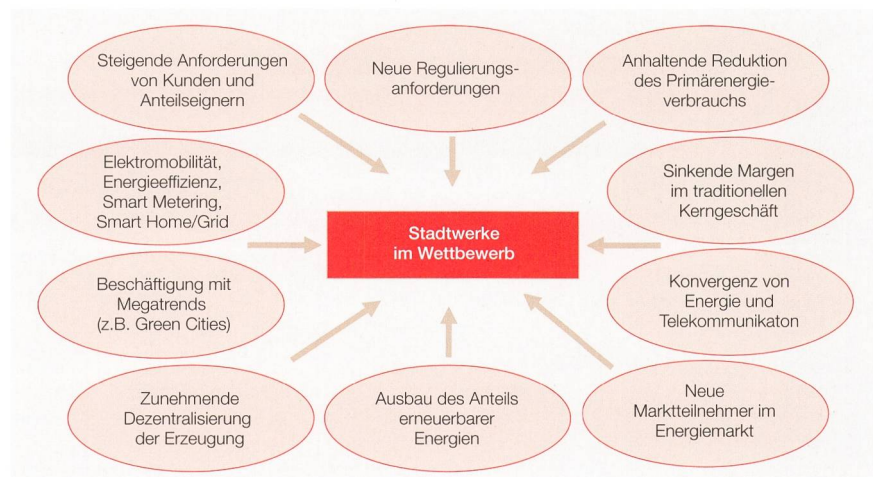 Steigende Anforderungen
von Kunden und
Anteilseignern
Neue Regulierungs-
anforderungen
Anhaltende Reduktion
des Primärenergie-
verbrauchs
Elektromobilität,
Energieeffizienz,
Smart Metering,
Smart Home/Grid
Sinkende Margen
im traditionellen
Kerngeschäft
Stadtwerke
im Wettbewerb
Beschäftigung mit
Megatrends
(z.B. Green Cities)
Konvergenz von
Energie und
Telekommunikaton
Zunehmende
Dezentralisierung
der Erzeugung
Ausbau des Anteils
erneuerbarer
Energien
Neue
Marktteilnehmer im
Energiemarkt